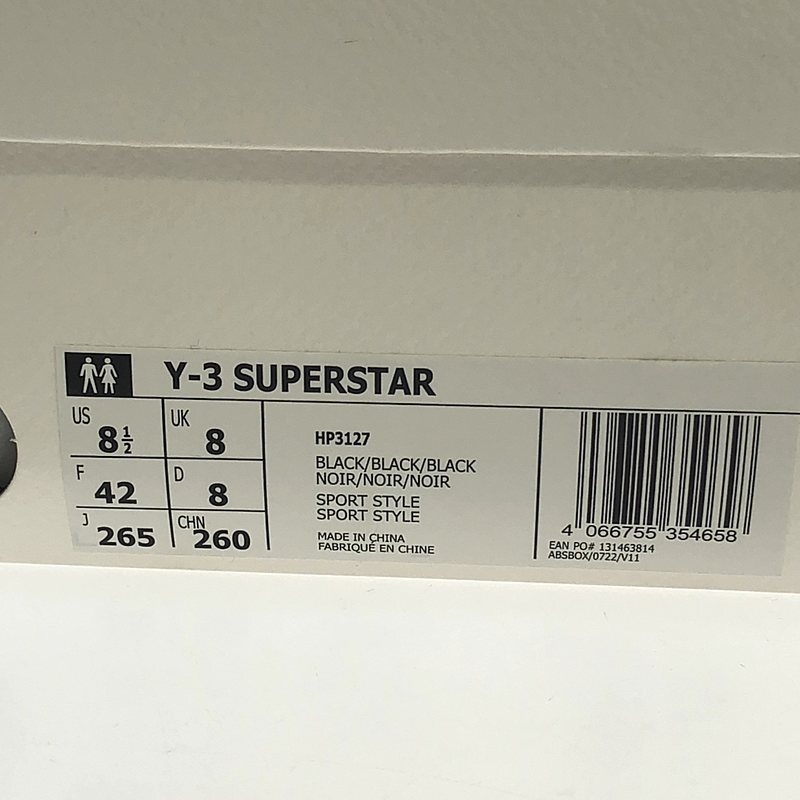 Y-3 SUPERSTAR
US 8½ UK 8
F 42 D 8
J 265 CHN 260
HP3127
BLACK/BLACK/BLACK
NOIR/NOIR/NOIR
SPORT STYLE
SPORT STYLE
MADE IN CHINA
FABRIQUÉ EN CHINE
4 066755 354658
EAN PO# 131463814
ABSBOX/0722/V11